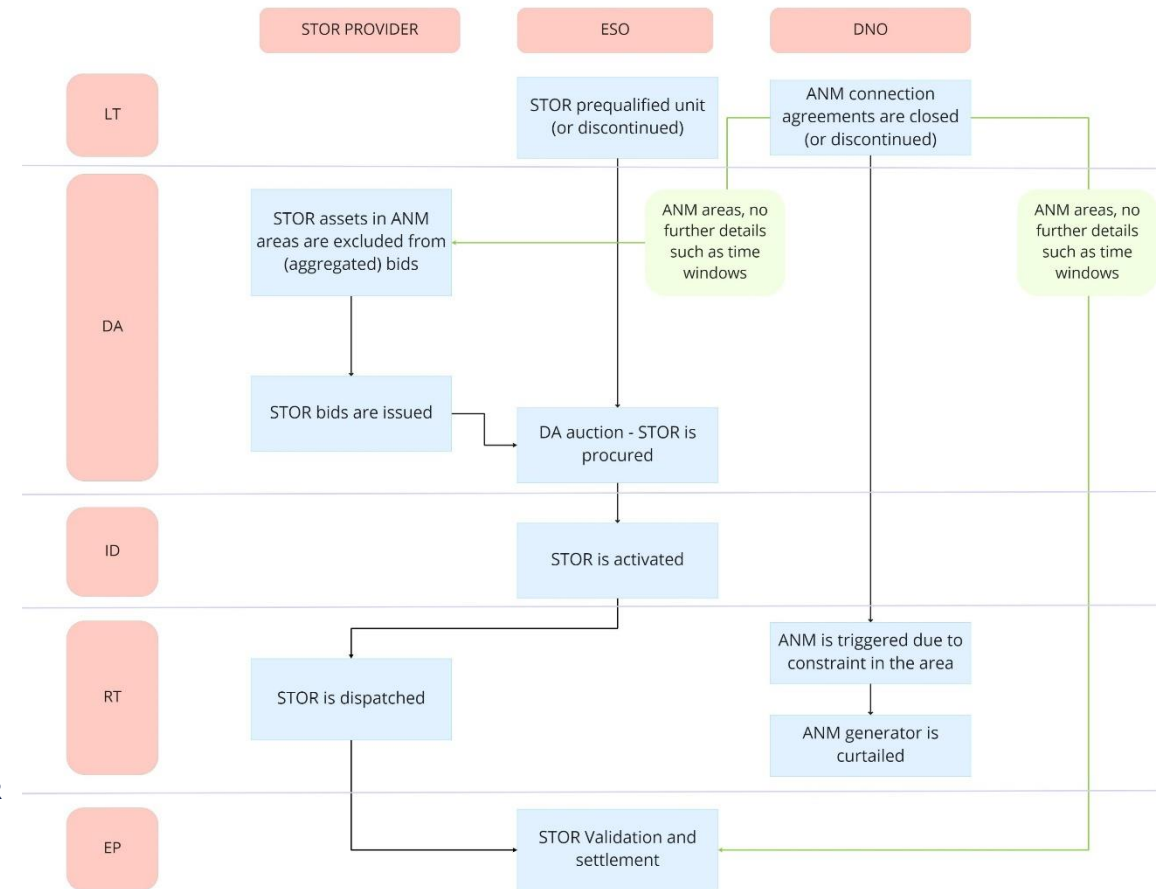 STOR PROVIDER
ESO
DNO
LT
STOR prequalified unit
(or discontinued)
ANM connection
agreements are closed
(or discontinued)
DA
STOR assets in ANM
areas are excluded from
(aggregated) bids
ANM areas, no
further details
such as time
windows
ANM areas, no
further details
such as time
windows
STOR bids are issued
DA auction - STOR is
procured
ID
STOR is activated
RT
STOR is dispatched
ANM is triggered due to
constraint in the area
ANM generator is
curtailed
EP
STOR Validation and
settlement